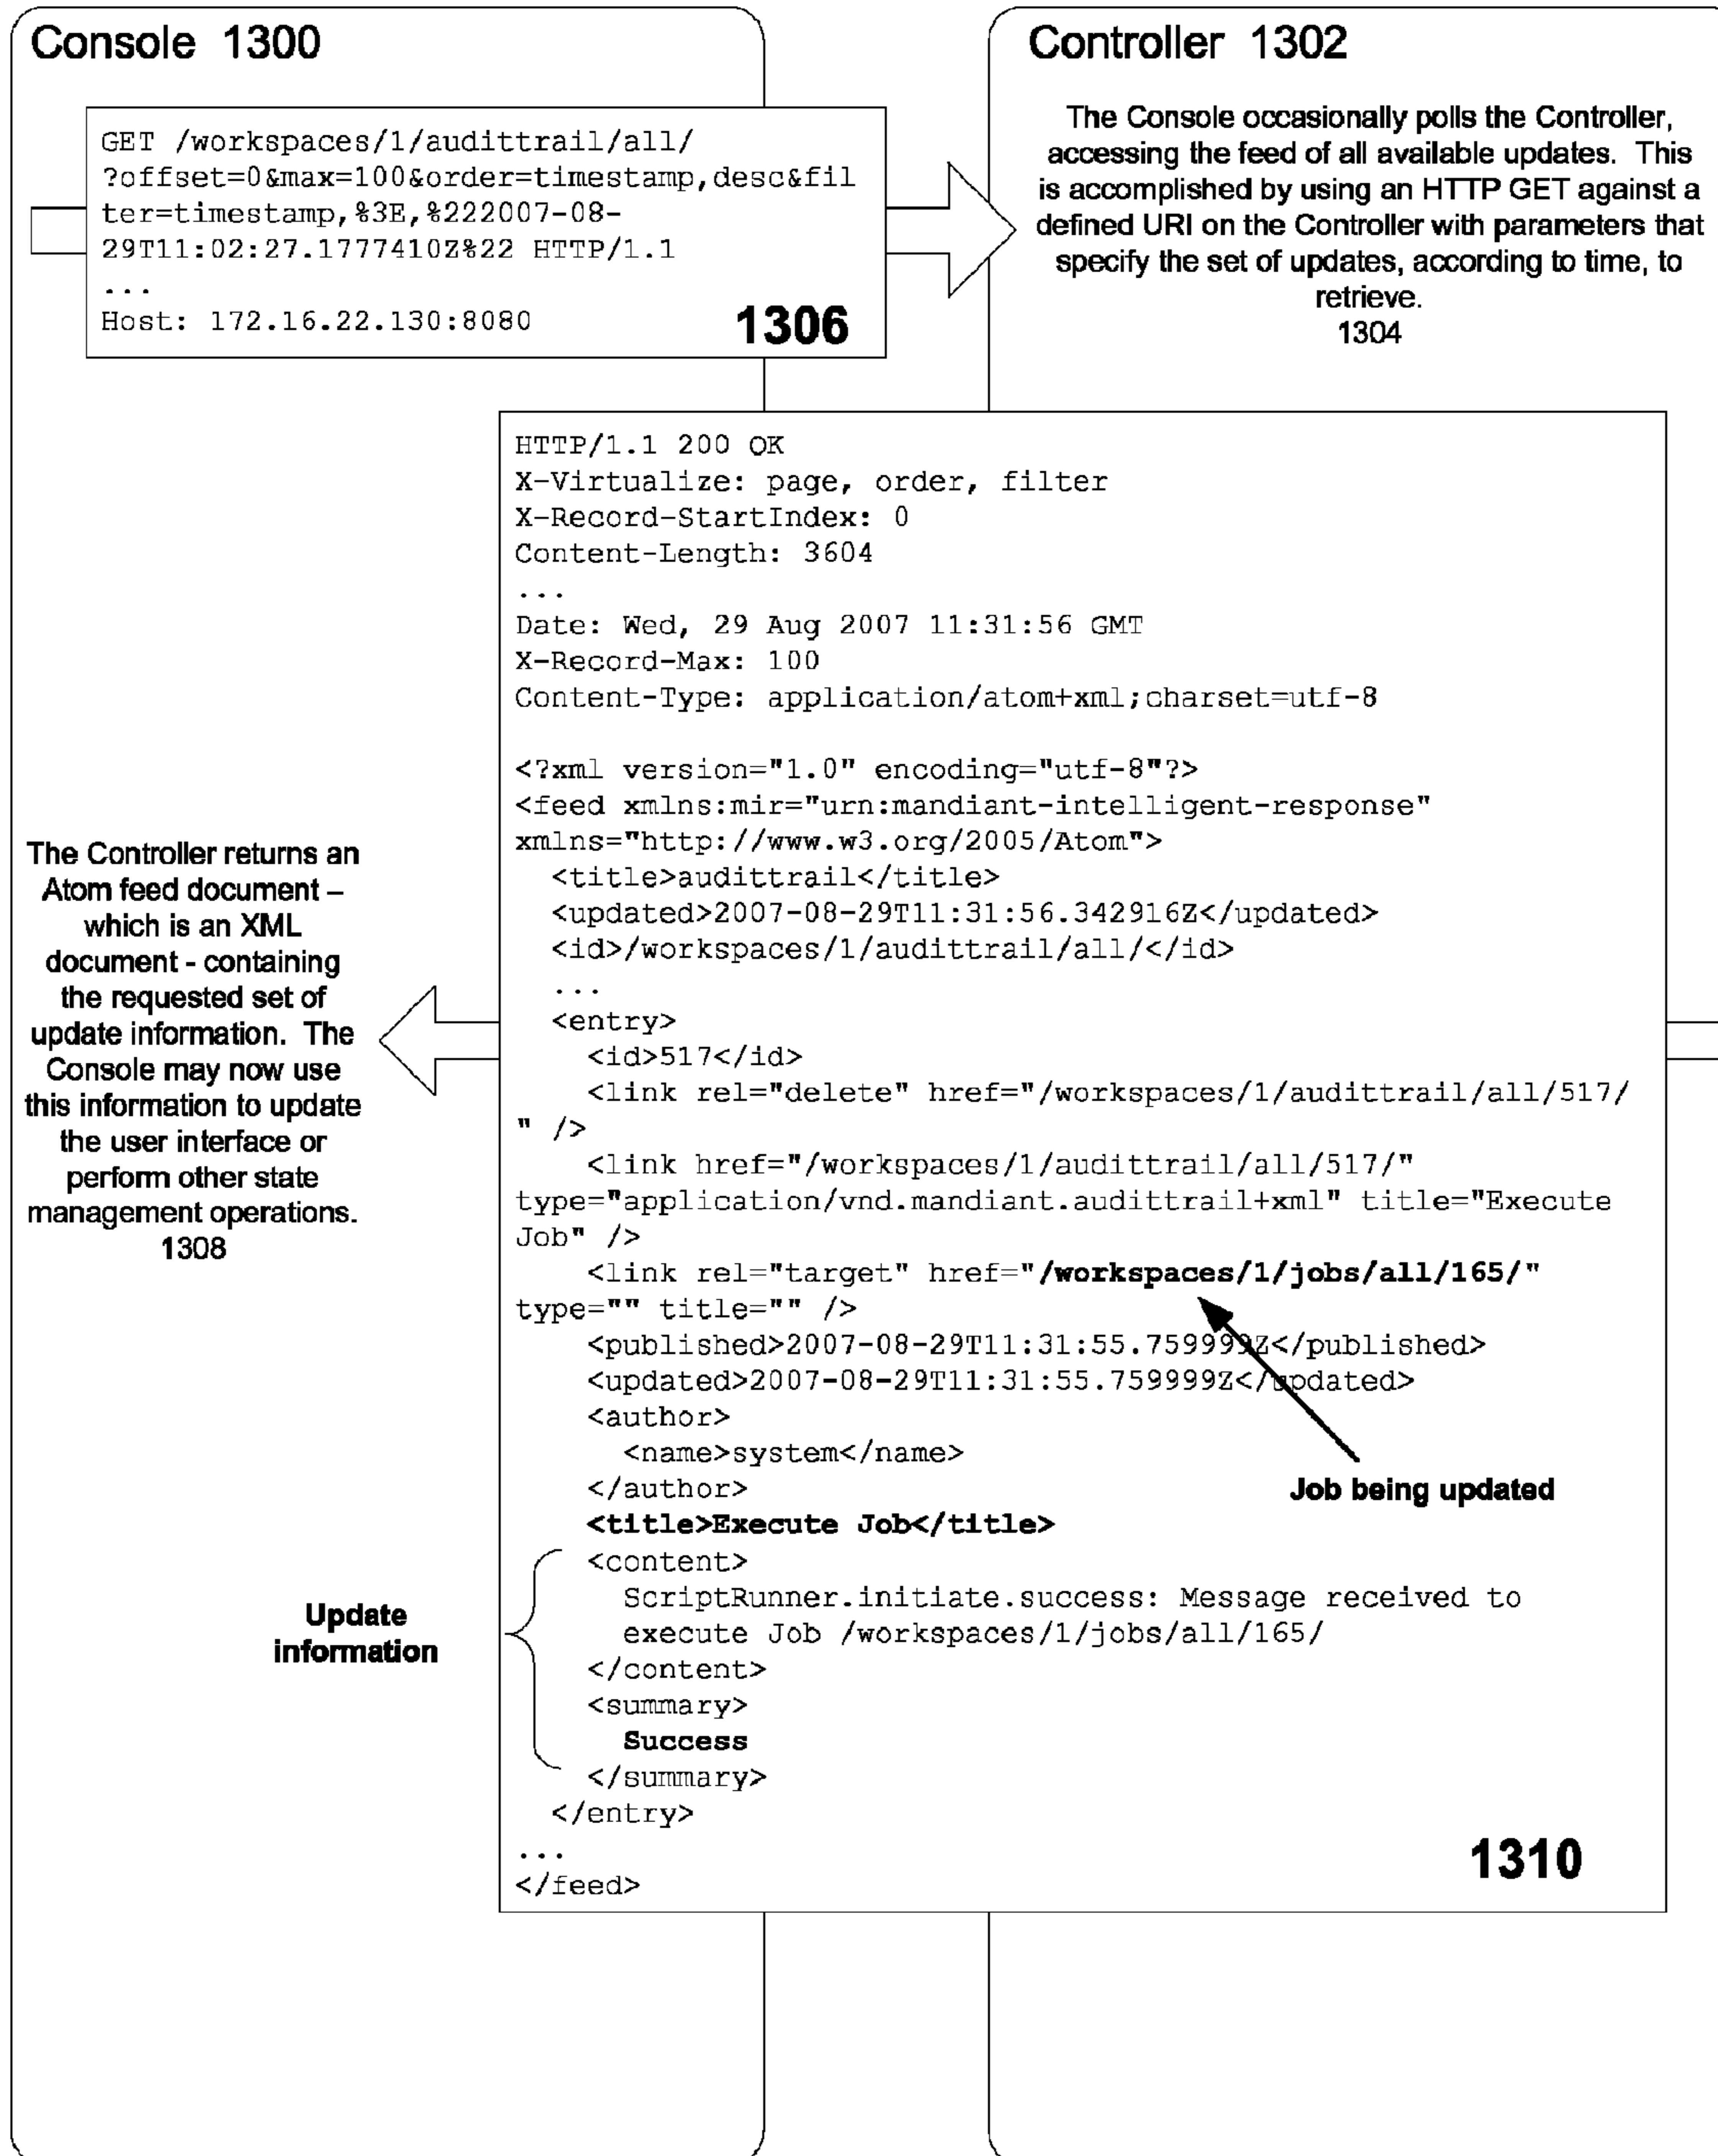 Console 1300
GET /workspaces/1/audittrail/all/
?offset=0&max=100&order=timestamp,desc&fil
ter=timestamp,%3E,%222007-08-
29T11:02:27.1777410Z%22 HTTP/1.1
...
Host: 172.16.22.130:8080
1306
Controller 1302
The Console occasionally polls the Controller,
accessing the feed of all available updates. This
is accomplished by using an HTTP GET against a
defined URI on the Controller with parameters that
specify the set of updates, according to time, to
retrieve.
1304
HTTP/1.1 200 OK
X-Virtualize: page, order, filter
X-Record-StartIndex: 0
Content-Length: 3604
...
Date: Wed, 29 Aug 2007 11:31:56 GMT
X-Record-Max: 100
Content-Type: application/atom+xml;charset=utf-8
<?xml version="1.0" encoding="utf-8"?>
<feed xmlns:mir="urn:mandiant-intelligent-response"
xmlns="http://www.w3.org/2005/Atom">
<title>audittrail</title>
<updated>2007-08-29T11:31:56.342916Z</updated>
<id>/workspaces/1/audittrail/all/</id>
...
<entry>
<id>517</id>
<link rel="delete" href="/workspaces/1/audittrail/all/517/
" />
<link href="/workspaces/1/audittrail/all/517/"
type="application/vnd.mandiant.audittrail+xml" title="Execute
Job" />
<link rel="target" href="/workspaces/1/jobs/all/165/"
type="" title="" />
<published>2007-08-29T11:31:55.759999Z</published>
<updated>2007-08-29T11:31:55.759999Z</updated>
<author>
<name>system</name>
</author>
<title>Execute Job</title>
<content>
ScriptRunner.initiate.success: Message received to
execute Job /workspaces/1/jobs/all/165/
</content>
<summary>
Success
</summary>
</entry>
...
</feed>
1310
Job being updated
Update
information
The Controller returns an
Atom feed document –
which is an XML
document - containing
the requested set of
update information. The
Console may now use
this information to update
the user interface or
perform other state
management operations.
1308